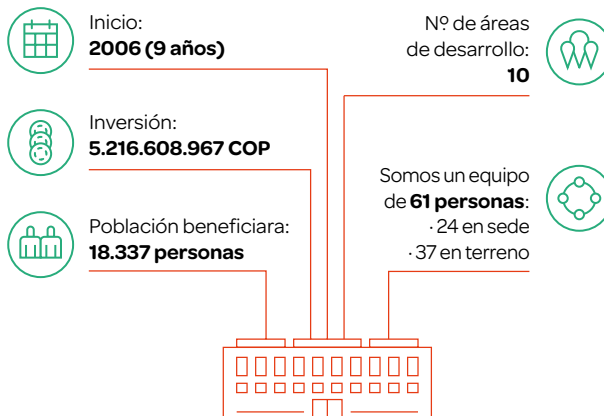 Inicio:
2006 (9 años)
Inversión:
5.216.608.967 COP
Población beneficiara:
18.337 personas
Nº de áreas
de desarrollo:
10
Somos un equipo
de 61 personas:
· 24 en sede
· 37 en terreno